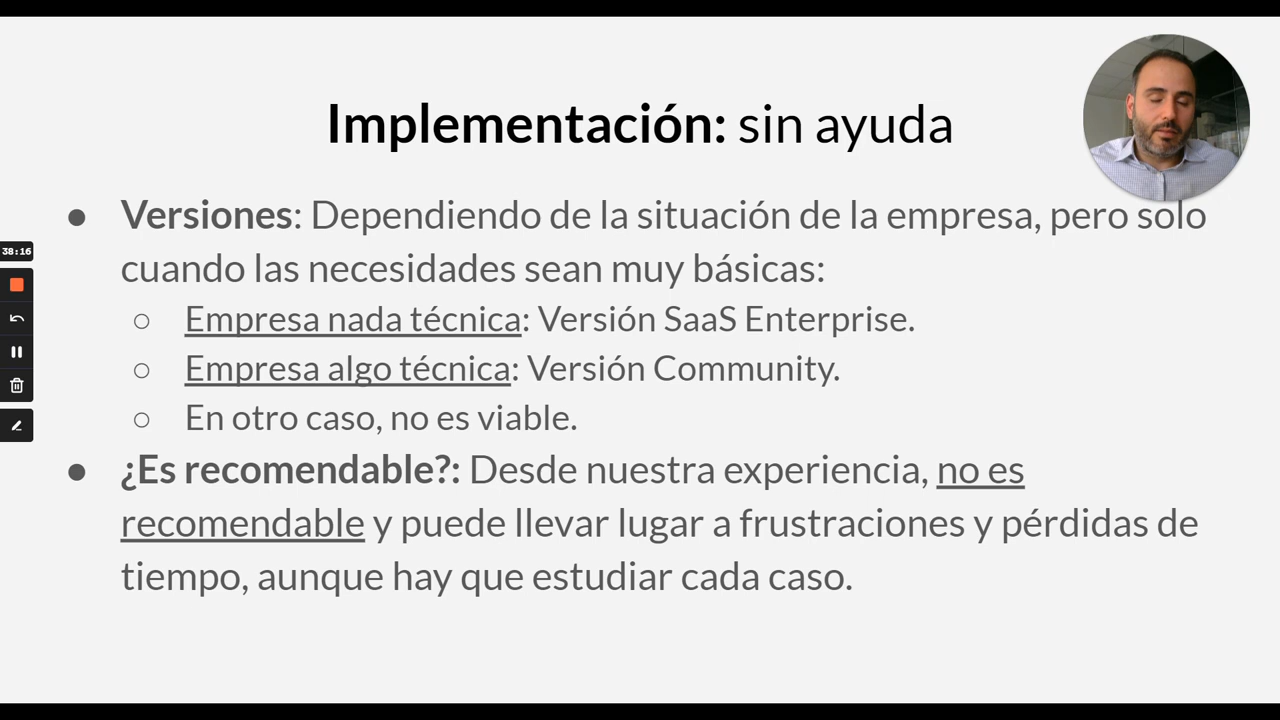 Implementación: sin ayuda
● Versiones: Dependiendo de la situación de la empresa, pero solo
cuando las necesidades sean muy básicas:
○ Empresa nada técnica: Versión SaaS Enterprise.
○ Empresa algo técnica: Versión Community.
○ En otro caso, no es viable.
● ¿Es recomendable?: Desde nuestra experiencia, no es
recomendable y puede llevar lugar a frustraciones y pérdidas de
tiempo, aunque hay que estudiar cada caso.
38:16